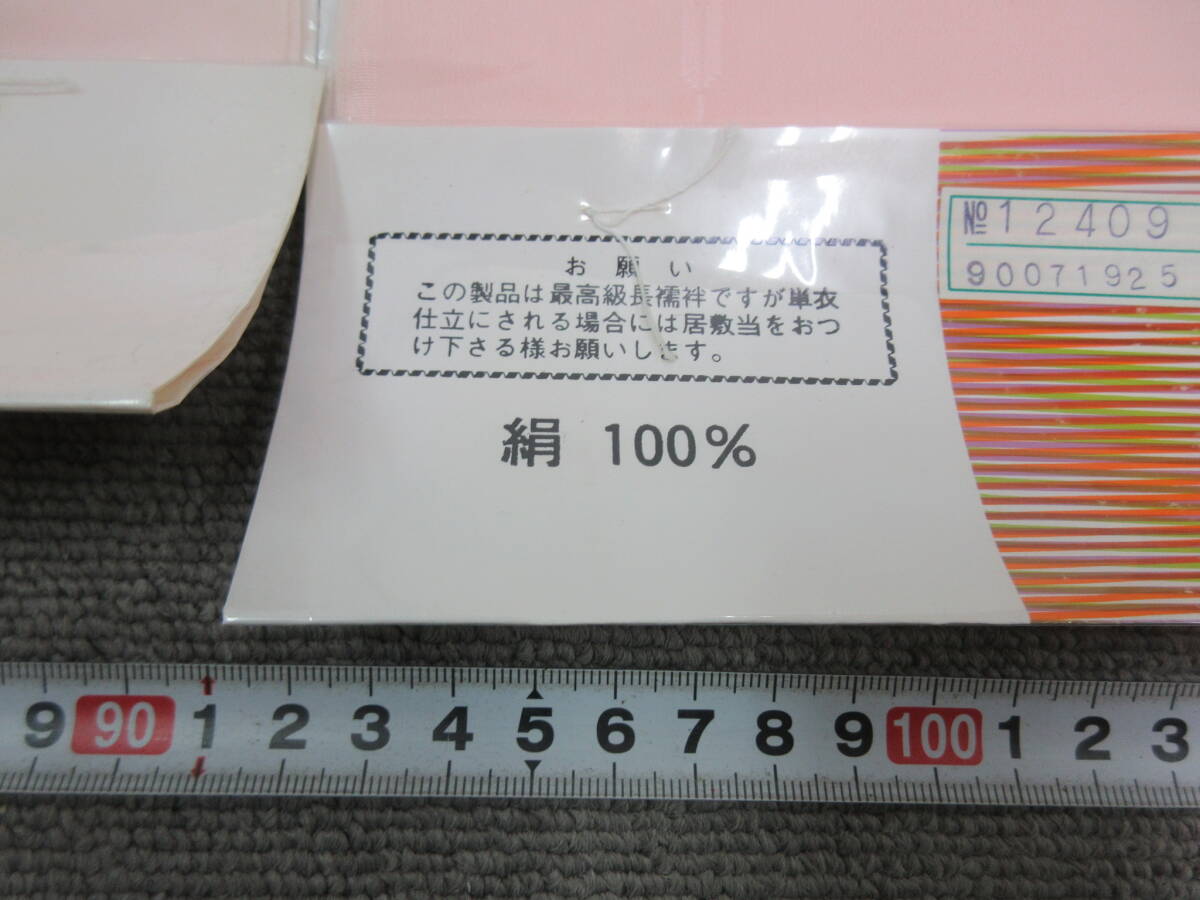 お願い
この製品は最高級長襦袢ですが単衣
仕立にされる場合には居敷当をおつ
け下さる様お願いします。
絹 100%
№12409
90071925
9 90 1 2 3 4 5 6 7 8 9 100 1 2 3